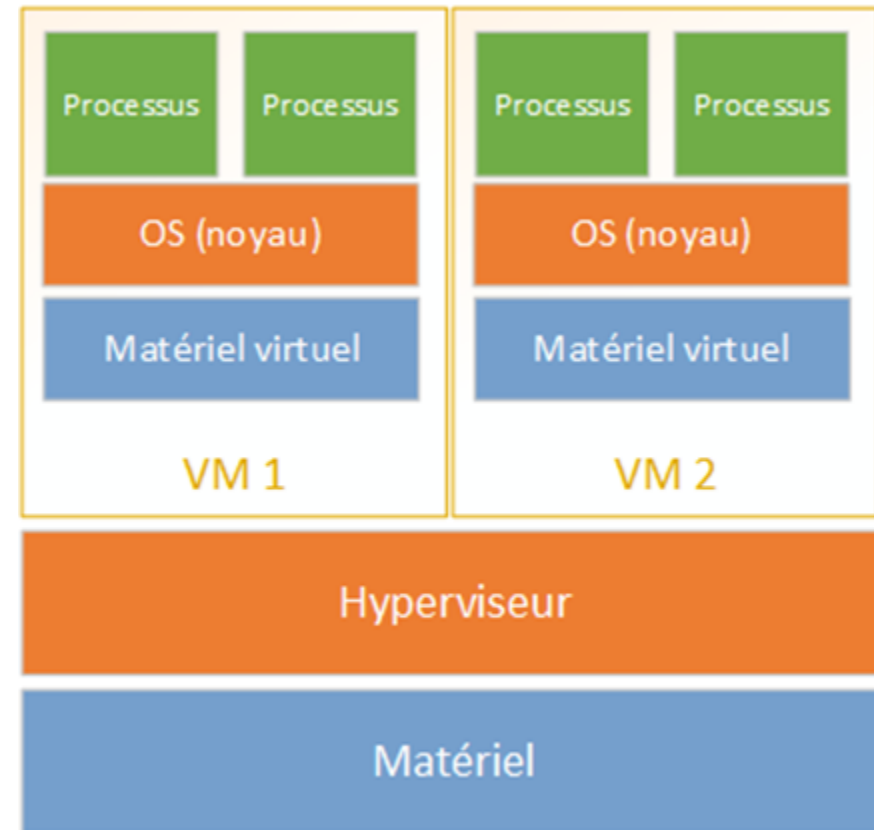 Processus Processus Processus Processus
OS (noyau) OS (noyau)
Matériel virtuel Matériel virtuel
VM 1 VM 2
Hyperviseur
Matériel